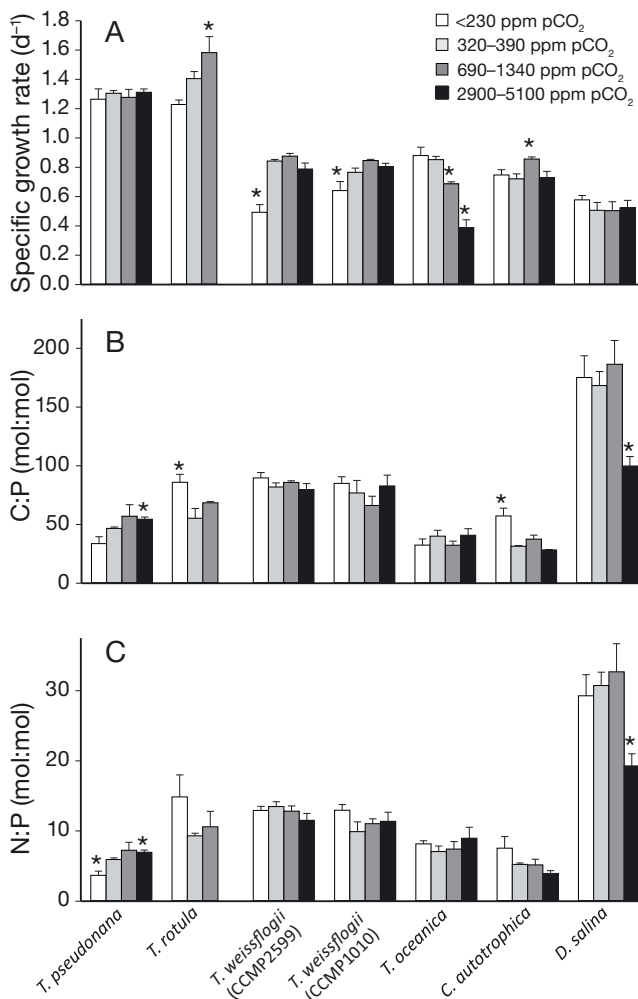 A
Specific growth rate (d⁻¹)
1.8
1.6
1.4
1.2
1.0
0.8
0.6
0.4
0.2
0.0
<230 ppm pCO₂
320–390 ppm pCO₂
690–1340 ppm pCO₂
2900–5100 ppm pCO₂
*
*
*
*
*
*
B
C:P (mol:mol)
200
150
100
50
0
*
*
*
*
C
N:P (mol:mol)
30
20
10
0
*
*
*
T. pseudonana
T. rotula
T. weissflogii
(CCMP2599)
T. weissflogii
(CCMP1010)
T. oceanica
C. autotrophica
D. salina